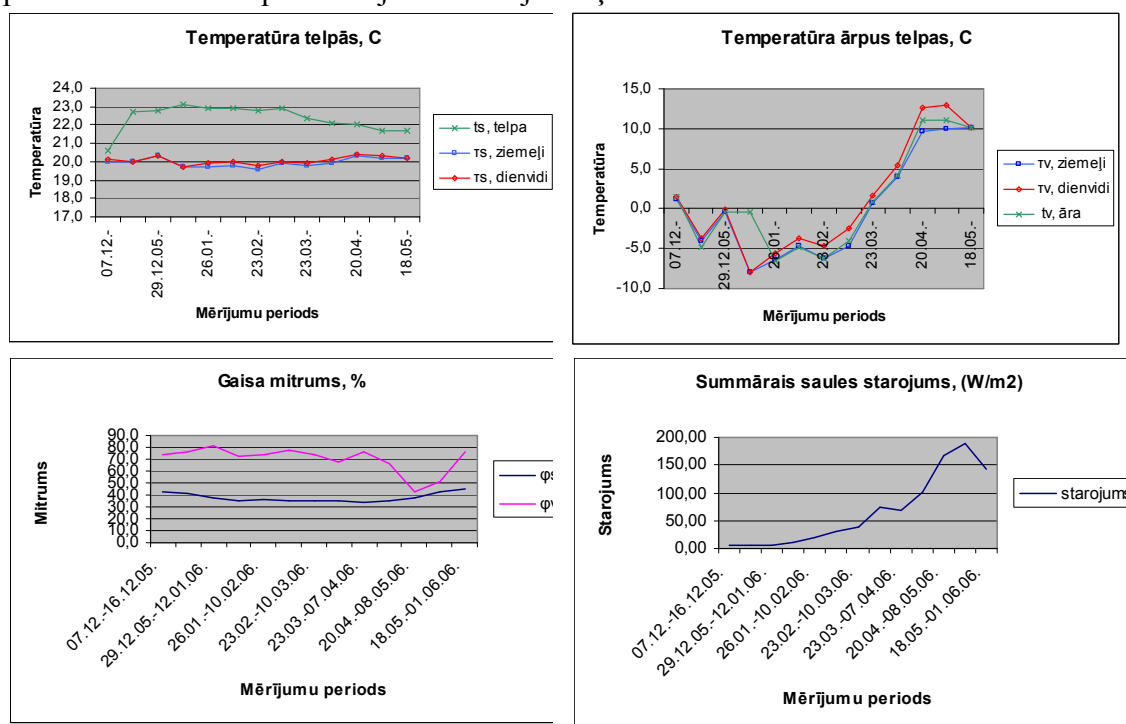 Temperatūra telpās, C
24,0
23,0
22,0
21,0
20,0
19,0
18,0
17,0
Temperatūra
07.12.-
29.12.05.-
26.01.-
23.02.-
23.03.-
20.04.-
18.05.-
Mērījumu periods
ts, telpa
τs, ziemeļi
τs, dienvidi
Temperatūra ārpus telpas, C
15,0
10,0
5,0
0,0
-5,0
-10,0
Temperatūra
07.12.-
29.12.05.-
26.01.-
23.02.-
23.03.-
20.04.-
18.05.-
Mērījumu periods
τv, ziemeļi
τv, dienvidi
tv, āra
Gaisa mitrums, %
90,0
80,0
70,0
60,0
50,0
40,0
30,0
20,0
10,0
0,0
Mitrums
07.12.-16.12.05.
29.12.05.-12.01.06.
26.01.-10.02.06.
23.02.-10.03.06.
23.03.-07.04.06.
20.04.-08.05.06.
18.05.-01.06.06.
Mērījumu periods
φs
φv
Summārais saules starojums, (W/m2)
200,00
150,00
100,00
50,00
0,00
Starojums
07.12.-16.12.05.
29.12.05.-12.01.06.
26.01.-10.02.06.
23.02.-10.03.06.
23.03.-07.04.06.
20.04.-08.05.06.
18.05.-01.06.06.
Mērījumu periods
starojums